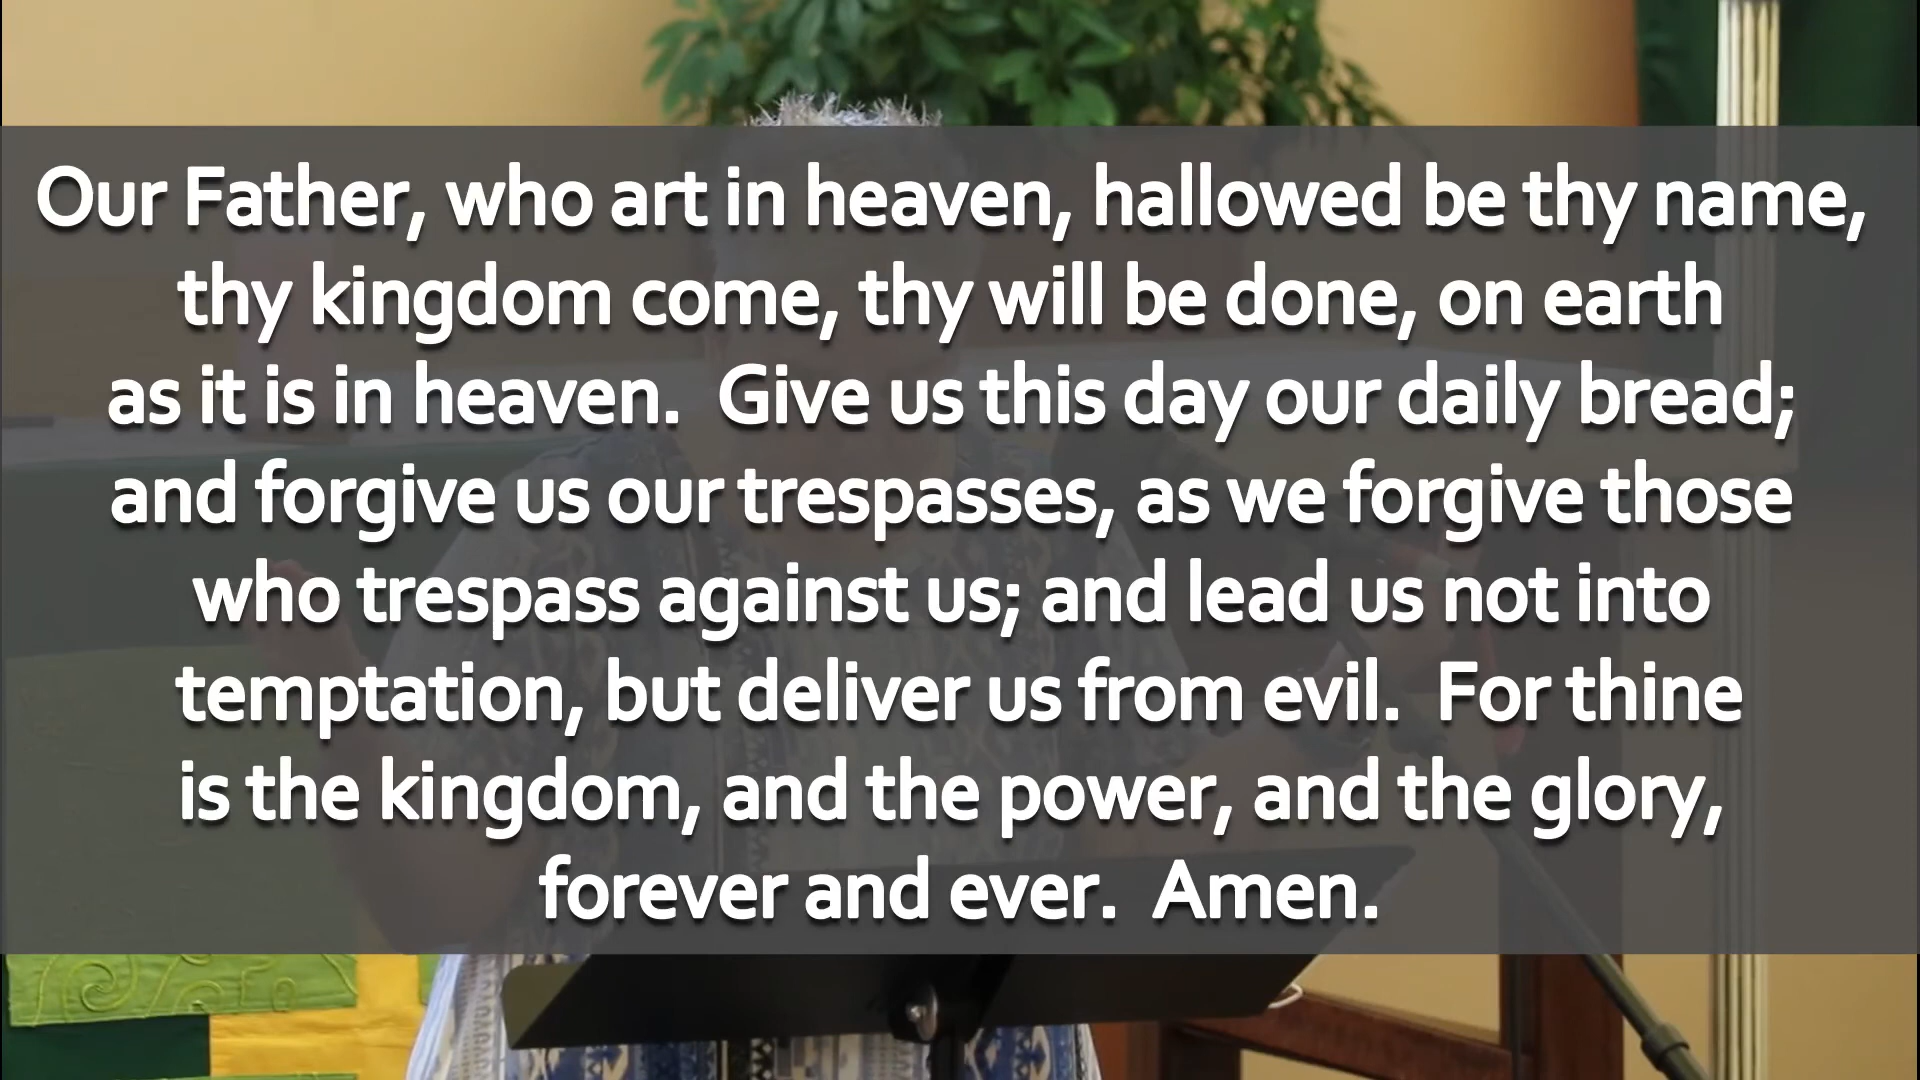 Our Father, who art in heaven, hallowed be thy name,
thy kingdom come, thy will be done, on earth
as it is in heaven.  Give us this day our daily bread;
and forgive us our trespasses, as we forgive those
who trespass against us; and lead us not into
temptation, but deliver us from evil.  For thine
is the kingdom, and the power, and the glory,
forever and ever.  Amen.